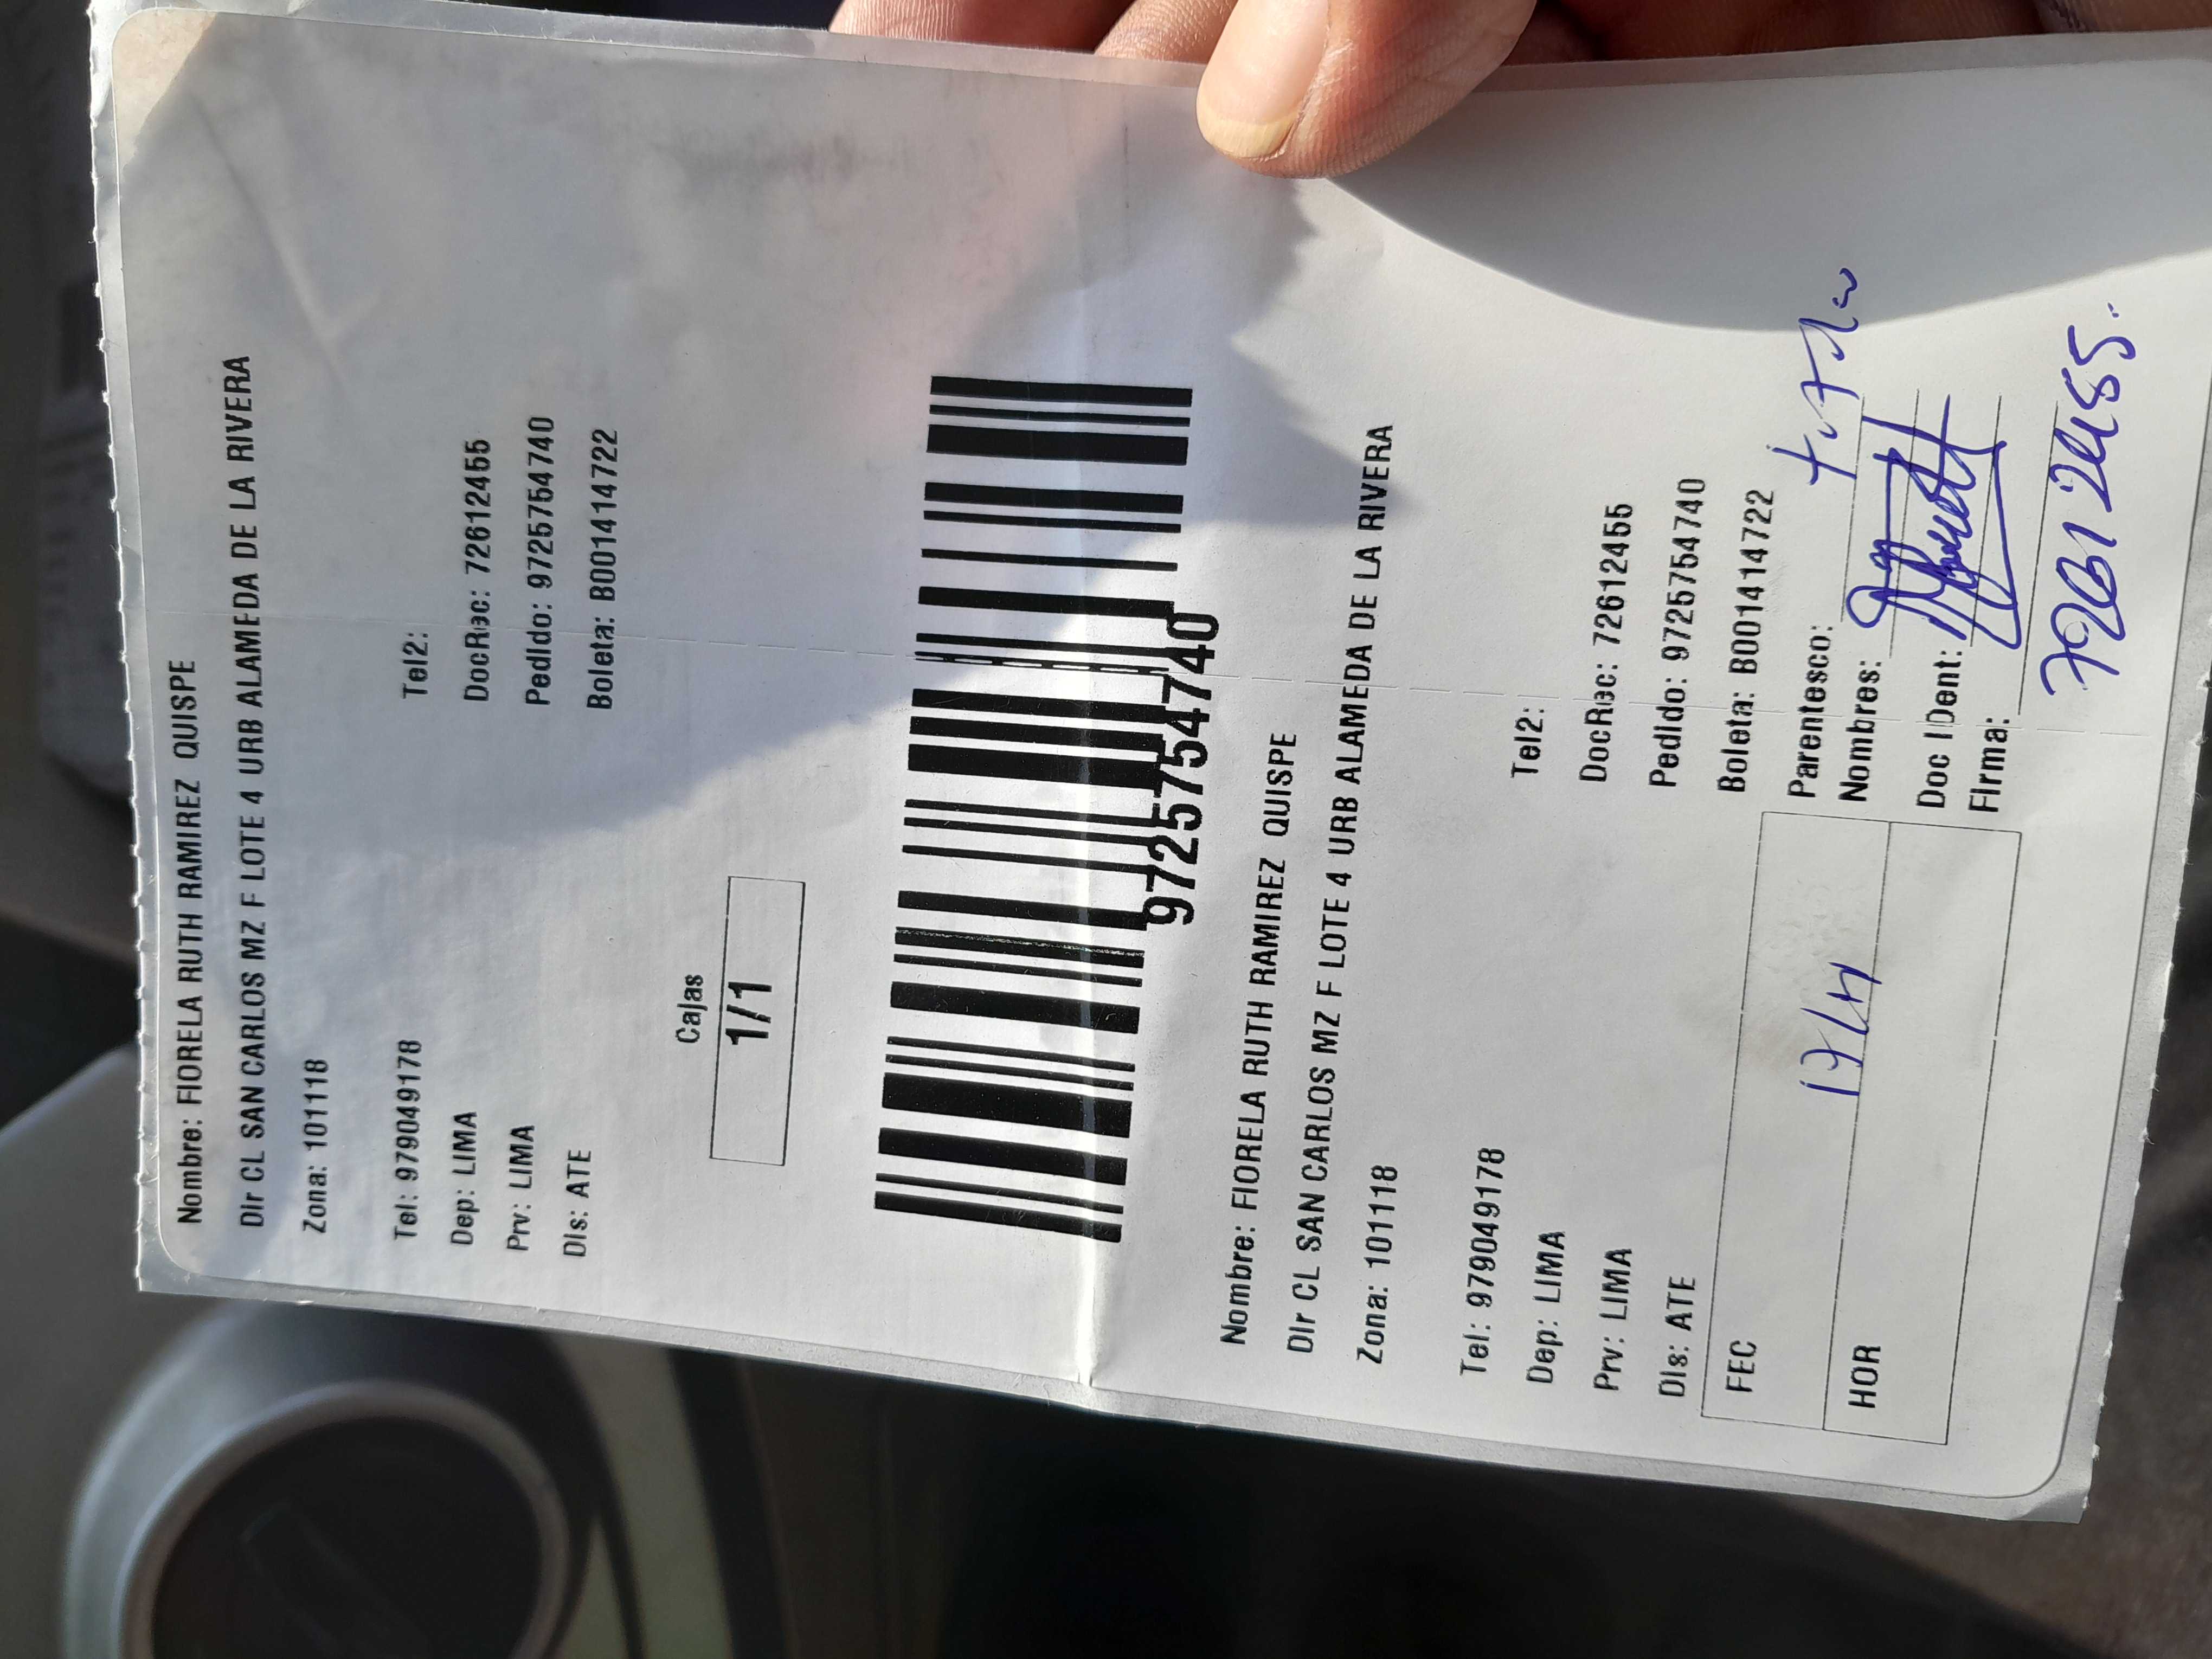 Nombre: FIORELA RUTH RAMIREZ QUISPE
Dir CL SAN CARLOS MZ F LOTE 4 URB ALAMEDA DE LA RIVERA
Zona: 101118
Tel: 979049178 Tel2:
Dep: LIMA DocRec: 72612455
Prv: LIMA Pedido: 9725754740
Dis: ATE Boleta: B001414722
Cajas
1/1
9725754740
Nombre: FIORELA RUTH RAMIREZ QUISPE
Dir CL SAN CARLOS MZ F LOTE 4 URB ALAMEDA DE LA RIVERA
Zona: 101118
Tel: 979049178 Tel2:
Dep: LIMA DocRec: 72612455
Prv: LIMA Pedido: 9725754740
Dis: ATE Boleta: B001414722
FEC Parentesco:
Nombres:
HOR Doc IDent:
Firma:
72612455.